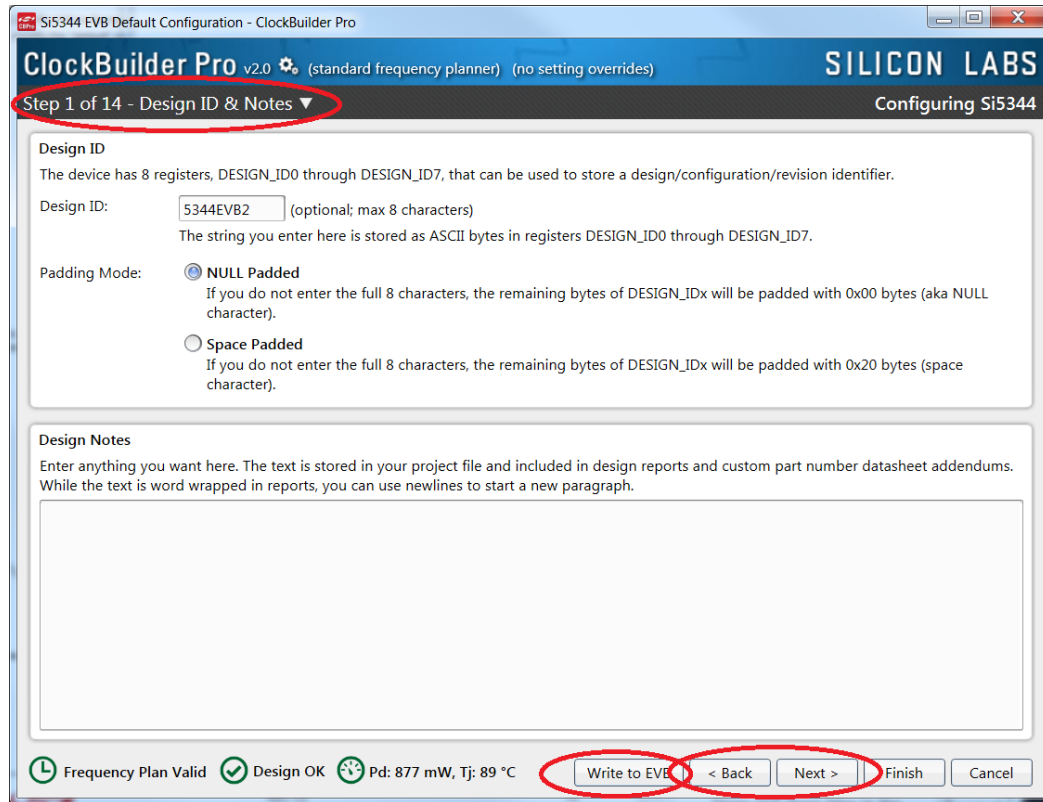 Si5344 EVB Default Configuration - ClockBuilder Pro
ClockBuilder Pro v2.0 (standard frequency planner) (no setting overrides) SILICON LABS
Step 1 of 14 - Design ID & Notes ▼ Configuring Si5344
Design ID
The device has 8 registers, DESIGN_ID0 through DESIGN_ID7, that can be used to store a design/configuration/revision identifier.
Design ID: 5344EVB2 (optional; max 8 characters)
The string you enter here is stored as ASCII bytes in registers DESIGN_ID0 through DESIGN_ID7.
Padding Mode: NULL Padded
If you do not enter the full 8 characters, the remaining bytes of DESIGN_IDx will be padded with 0x00 bytes (aka NULL
character).
Space Padded
If you do not enter the full 8 characters, the remaining bytes of DESIGN_IDx will be padded with 0x20 bytes (space
character).
Design Notes
Enter anything you want here. The text is stored in your project file and included in design reports and custom part number datasheet addendums.
While the text is word wrapped in reports, you can use newlines to start a new paragraph.
Frequency Plan Valid Design OK Pd: 877 mW, Tj: 89 °C Write to EVB < Back Next > Finish Cancel